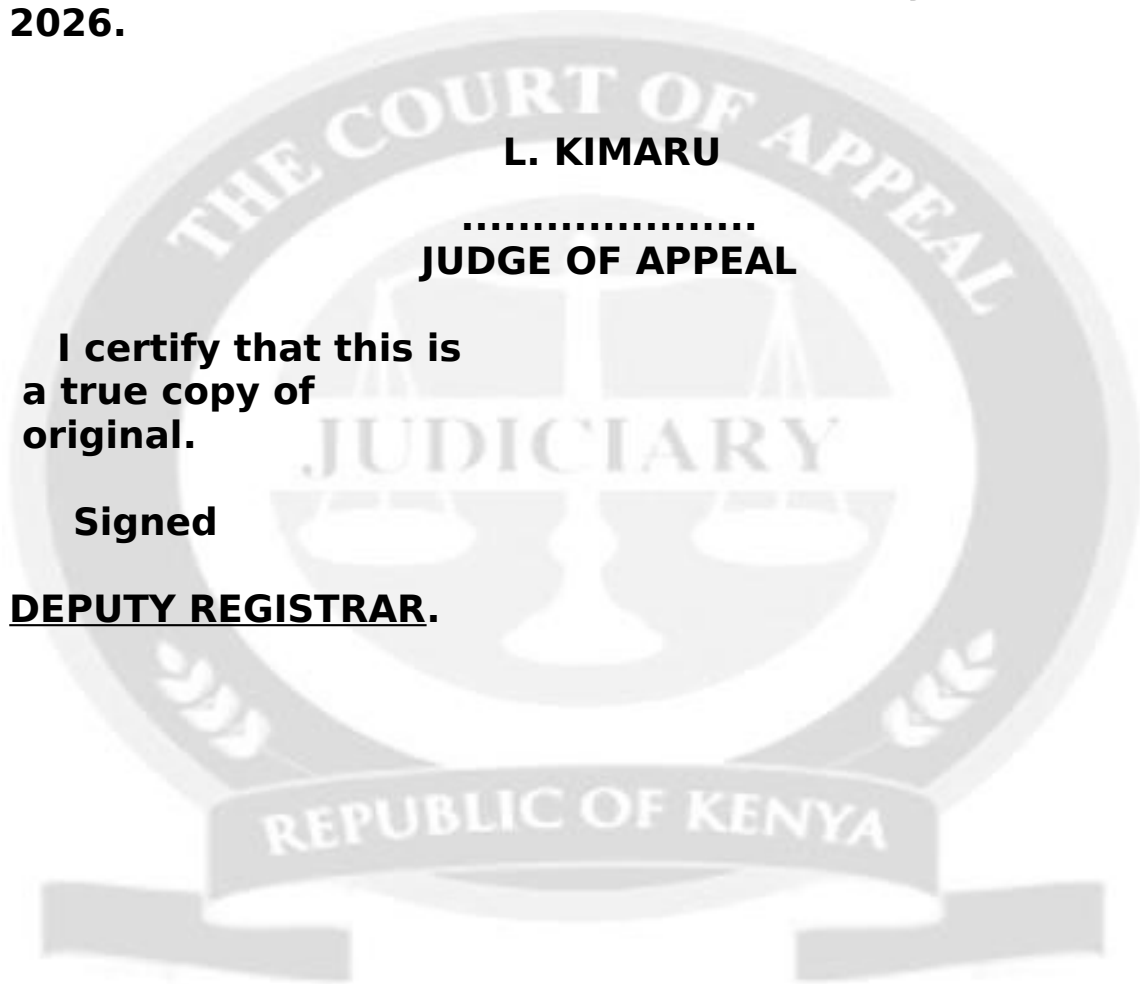 2026.
THE COURT OF APPEAL
L. KIMARU
.....................
JUDGE OF APPEAL
I certify that this is
a true copy of
original.
JUDICIARY
Signed
DEPUTY REGISTRAR.
REPUBLIC OF KENYA